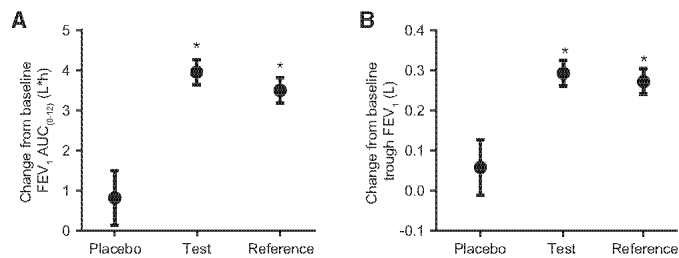 A
Change from baseline
FEV₁ AUC₍₀₋₁₂₎ (L*h)
5
4
3
2
1
0
*
*
Placebo
Test
Reference
B
Change from baseline
trough FEV₁ (L)
0.4
0.3
0.2
0.1
0.0
-0.1
*
*
Placebo
Test
Reference